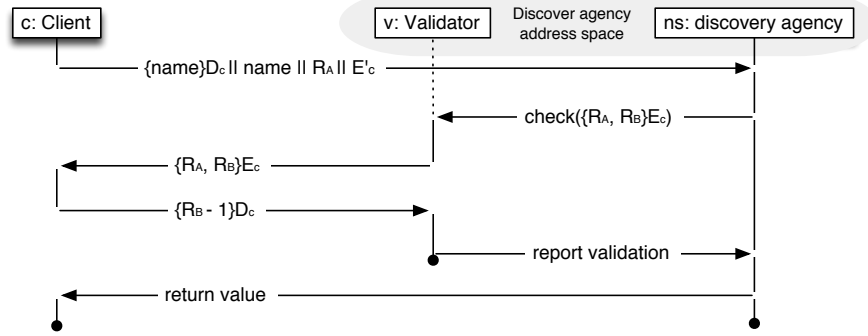 c: Client
v: Validator
Discover agency
address space
ns: discovery agency
{name}Dc || name || RA || E'c
check({RA, RB}Ec)
{RA, RB}Ec
{RB - 1}Dc
report validation
return value